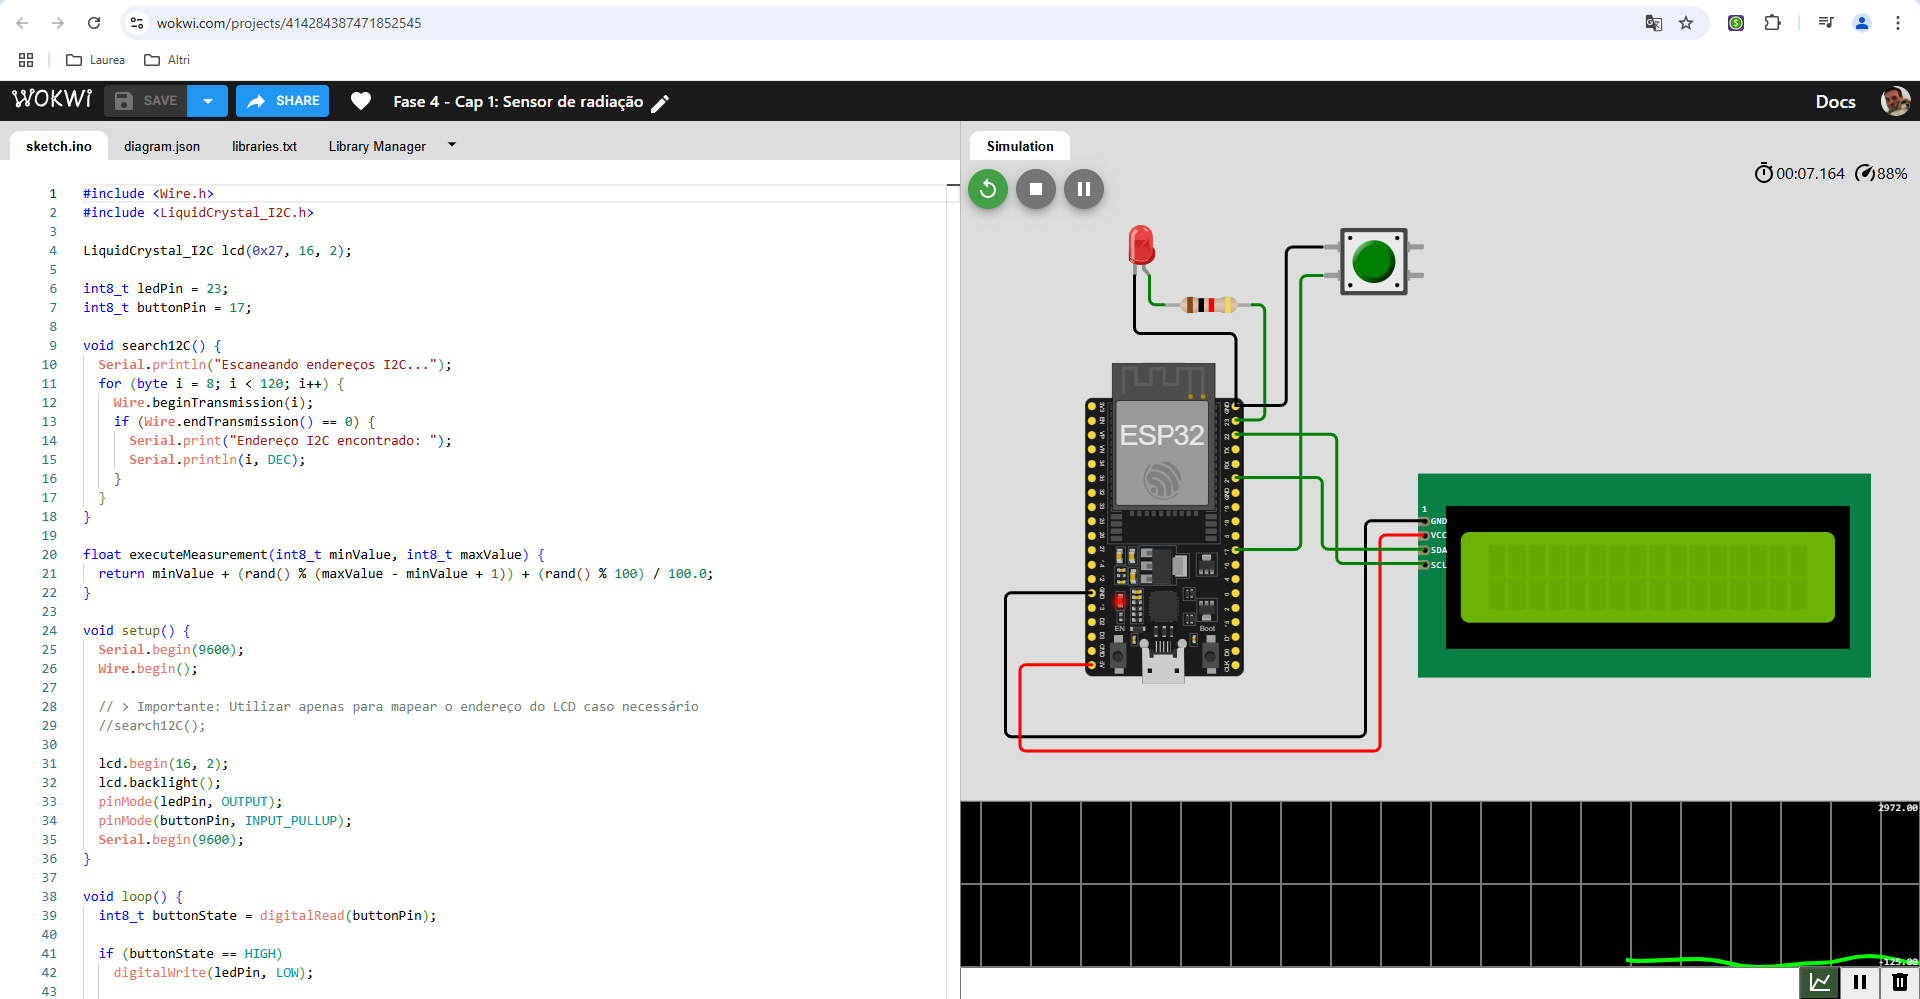 wokwi.com/projects/414284387471852545
Laurea
Altri
WOKWI
SAVE
SHARE
Fase 4 - Cap 1: Sensor de radiação
Docs
sketch.ino
diagram.json
libraries.txt
Library Manager
1 #include <Wire.h>
2 #include <LiquidCrystal_I2C.h>
3
4 LiquidCrystal_I2C lcd(0x27, 16, 2);
5
6 int8_t ledPin = 23;
7 int8_t buttonPin = 17;
8
9 void search12C() {
10 Serial.println("Escaneando endereços I2C...");
11 for (byte i = 8; i < 120; i++) {
12 Wire.beginTransmission(i);
13 if (Wire.endTransmission() == 0) {
14 Serial.print("Endereço I2C encontrado: ");
15 Serial.println(i, DEC);
16 }
17 }
18 }
19
20 float executeMeasurement(int8_t minValue, int8_t maxValue) {
21 return minValue + (rand() % (maxValue - minValue + 1)) + (rand() % 100) / 100.0;
22 }
23
24 void setup() {
25 Serial.begin(9600);
26 Wire.begin();
27
28 // > Importante: Utilizar apenas para mapear o endereço do LCD caso necessário
29 //search12C();
30
31 lcd.begin(16, 2);
32 lcd.backlight();
33 pinMode(ledPin, OUTPUT);
34 pinMode(buttonPin, INPUT_PULLUP);
35 Serial.begin(9600);
36 }
37
38 void loop() {
39 int8_t buttonState = digitalRead(buttonPin);
40
41 if (buttonState == HIGH)
42 digitalWrite(ledPin, LOW);
43
Simulation
00:07.164
88%
ESP32
EN
Boot
1
GND
VCC
SDA
SCL
2972.00
-125.00